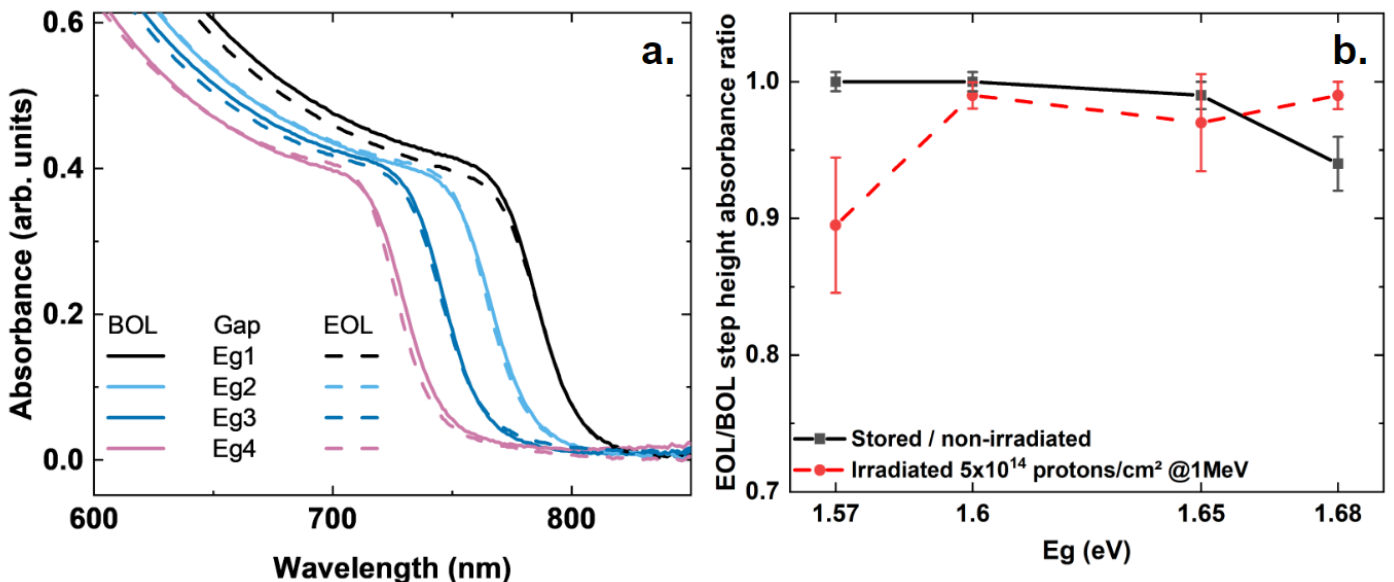 a.
Absorbance (arb. units)
0.6
0.4
0.2
0.0
BOL Gap EOL
Eg1
Eg2
Eg3
Eg4
600 700 800
Wavelength (nm)
b.
EOL/BOL step height absorbance ratio
1.0
0.9
0.8
0.7
Stored / non-irradiated
Irradiated 5x10¹⁴ protons/cm² @1MeV
1.57 1.6 1.65 1.68
Eg (eV)